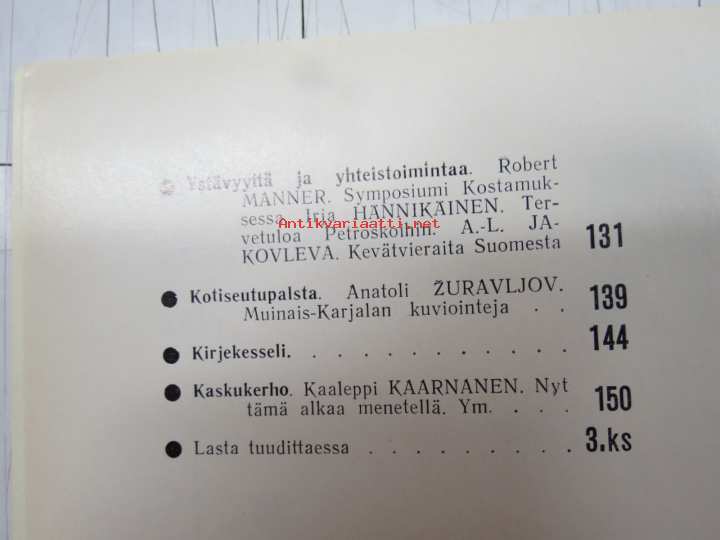 ● Ystävyyttä ja yhteistoimintaa. Robert
MANNER. Symposiumi Kostamuk-
sessa. Irja HÄNNIKÄINEN. Ter-
Antikvariaatti.net
vetuloa Petroskoihin. A.-L. JA-
KOVLEVA. Kevätvieraita Suomesta 131
● Kotiseutupalsta. Anatoli ŽURAVLJOV.
Muinais-Karjalan kuviointeja . . 139
● Kirjekesseli. . . . . . . . . . . 144
● Kaskukerho. Kaaleppi KAARNANEN. Nyt
tämä alkaa menetellä. Ym. . . . 150
● Lasta tuudittaessa . . . . . . . . 3.ks